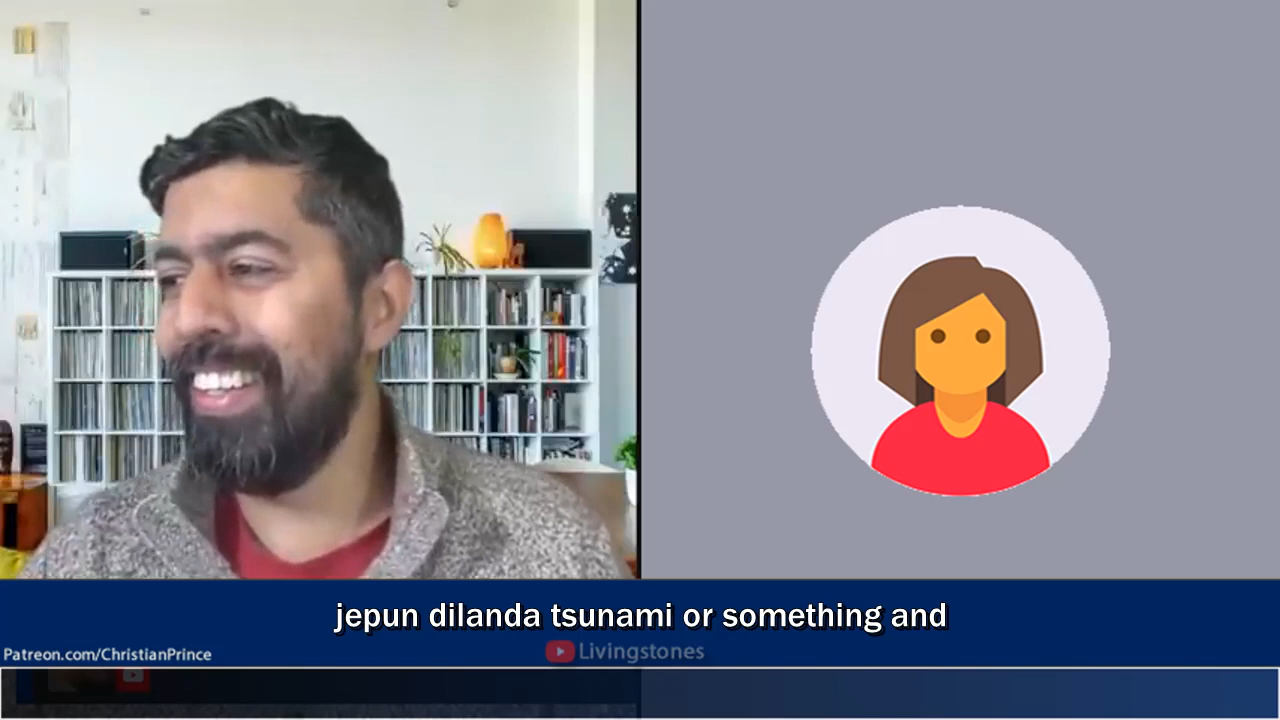 jepun dilanda tsunami or something and
Livingstones
Patreon.com/ChristianPrince